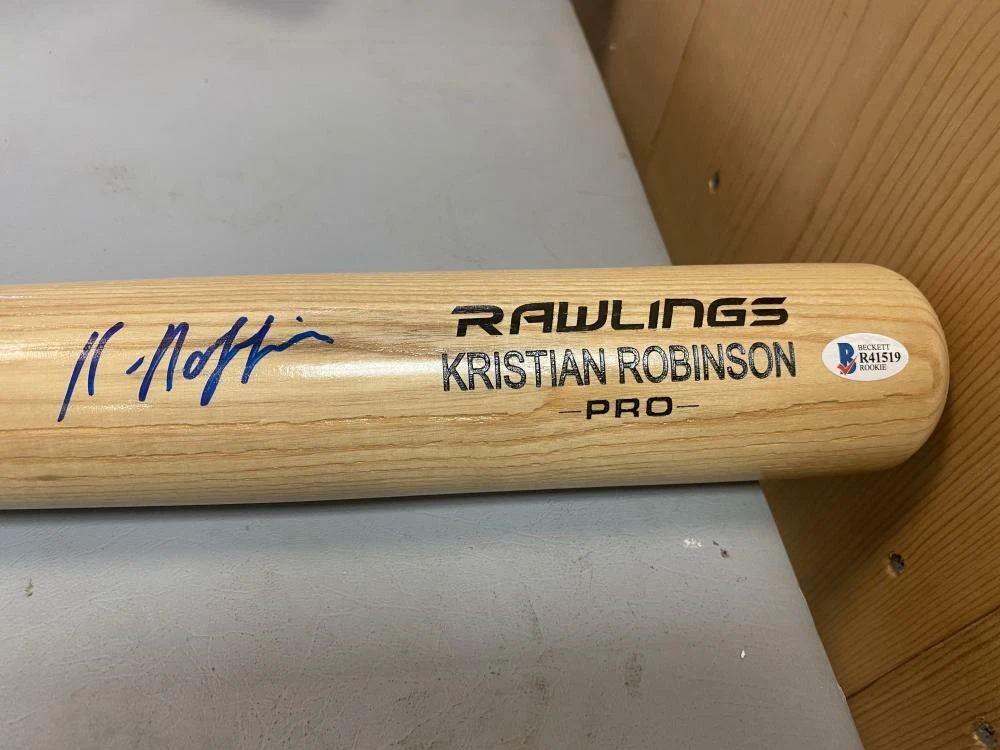 RAWLINGS
KRISTIAN ROBINSON
-PRO-
BECKETT
R41519
ROOKIE